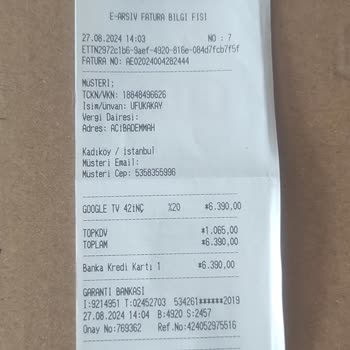 E-ARSIV FATURA BILGI FISI
27.08.2024 14:03 NO : 7
ETTN2972c1b6-9aef-4920-816e-084d7fcb7f5f
FATURA NO: AE02024004282444
MUSTERI;
TCKN/VKN: 18848496626
Isim/Unvan: UFUKAKAY
Vergi Dairesi:
Adres: ACIBADEMMAH
Kadıköy / istanbul
Müsteri Email:
Müsteri Cep: 5358355996
GOOGLE TV 42iNÇ %20 *6.390,00
TOPKDV *1.065,00
TOPLAM *6.390,00
Banka Kredi Kartı 1 *6.390,00
GARANTI BANKASI
I:9214951 T:02452703 534261******2019
27.08.2024 14:04 B:4920 S:2457
Onay No:769362 Ref.No:424052975516